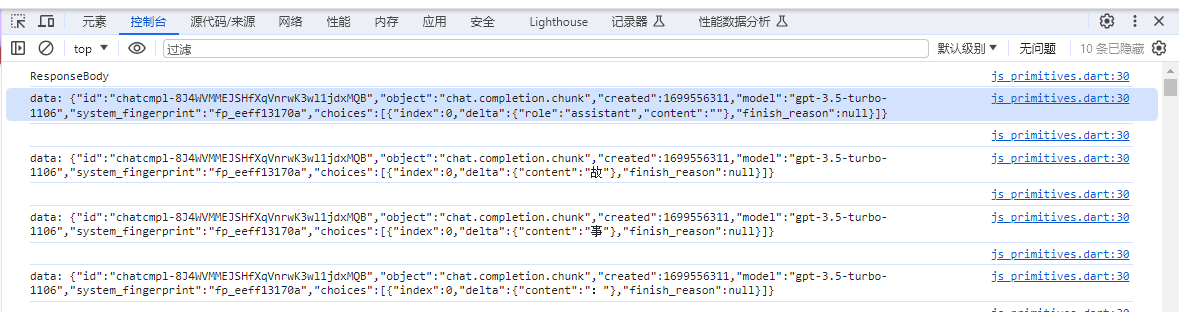 元素 控制台 源代码/来源 网络 性能 内存 应用 安全 Lighthouse 记录器 性能数据分析
top 过滤 默认级别 无问题 10 条已隐藏
ResponseBody js_primitives.dart:30
data: {"id":"chatcmpl-8J4WVMMEJSHfXqVnrwK3wl1jdxMQB","object":"chat.completion.chunk","created":1699556311,"model":"gpt-3.5-turbo- js_primitives.dart:30
1106","system_fingerprint":"fp_eeff13170a","choices":[{"index":0,"delta":{"role":"assistant","content":""},"finish_reason":null}]}
js_primitives.dart:30
data: {"id":"chatcmpl-8J4WVMMEJSHfXqVnrwK3wl1jdxMQB","object":"chat.completion.chunk","created":1699556311,"model":"gpt-3.5-turbo- js_primitives.dart:30
1106","system_fingerprint":"fp_eeff13170a","choices":[{"index":0,"delta":{"content":"故"},"finish_reason":null}]}
js_primitives.dart:30
data: {"id":"chatcmpl-8J4WVMMEJSHfXqVnrwK3wl1jdxMQB","object":"chat.completion.chunk","created":1699556311,"model":"gpt-3.5-turbo- js_primitives.dart:30
1106","system_fingerprint":"fp_eeff13170a","choices":[{"index":0,"delta":{"content":"事"},"finish_reason":null}]}
js_primitives.dart:30
data: {"id":"chatcmpl-8J4WVMMEJSHfXqVnrwK3wl1jdxMQB","object":"chat.completion.chunk","created":1699556311,"model":"gpt-3.5-turbo- js_primitives.dart:30
1106","system_fingerprint":"fp_eeff13170a","choices":[{"index":0,"delta":{"content":"："},"finish_reason":null}]}